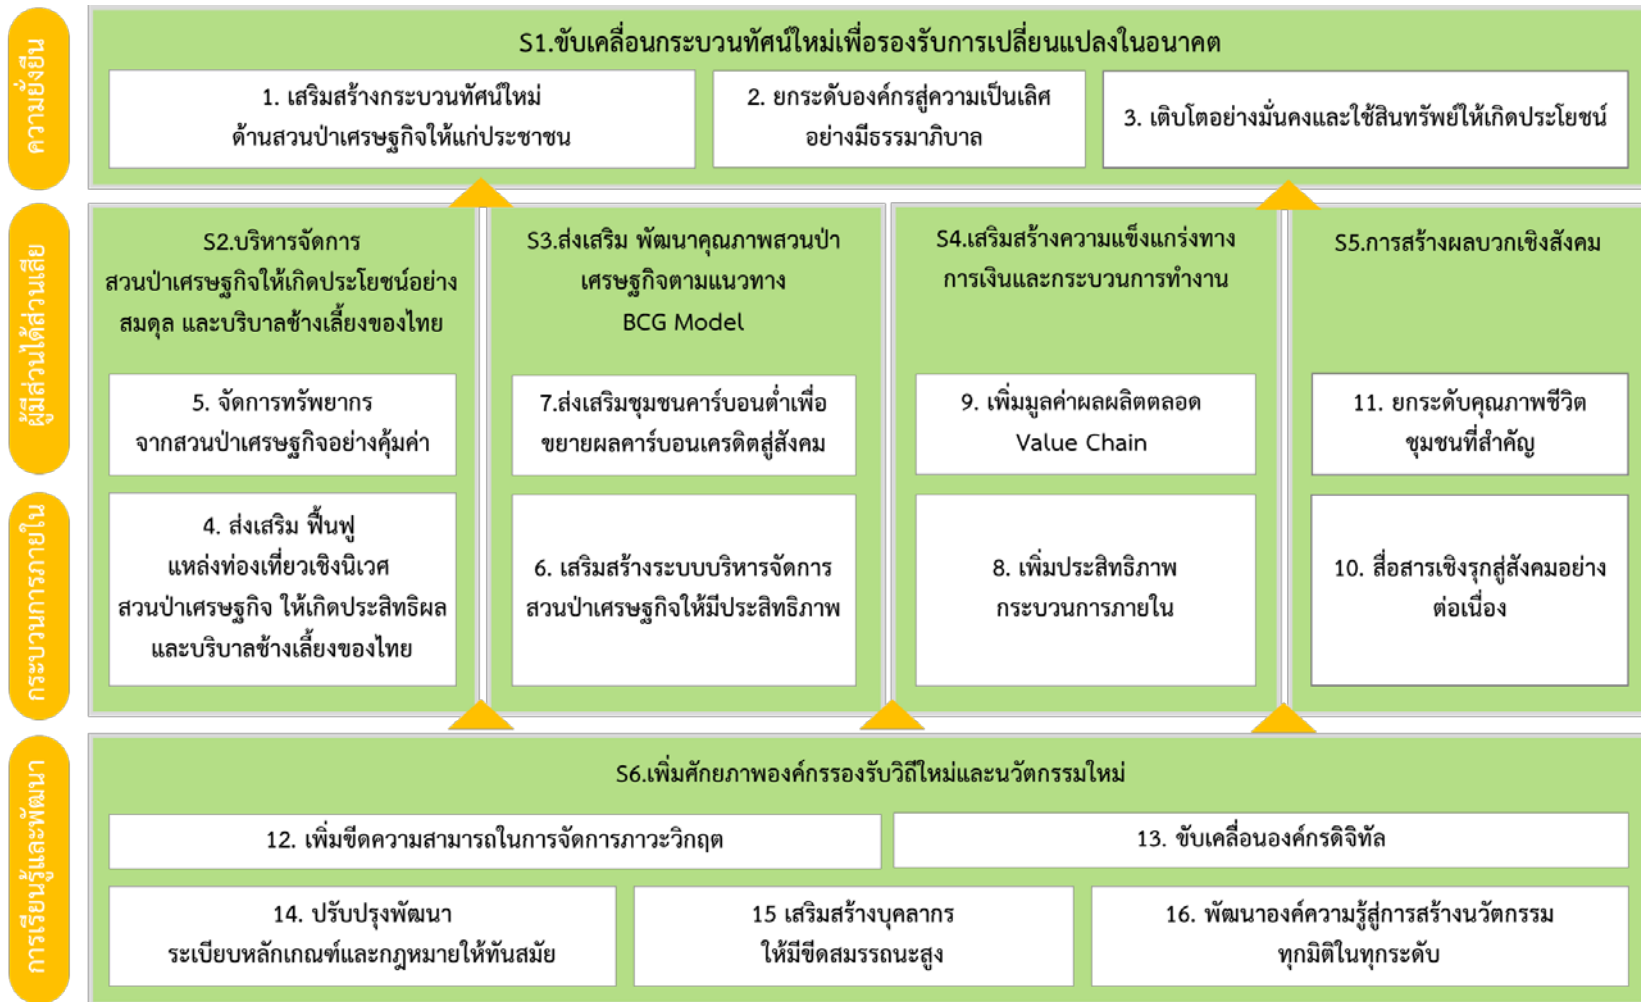 ความยั่งยืน
S1.ขับเคลื่อนกระบวนทัศน์ใหม่เพื่อรองรับการเปลี่ยนแปลงในอนาคต
1. เสริมสร้างกระบวนทัศน์ใหม่
ด้านสวนป่าเศรษฐกิจให้แก่ประชาชน
2. ยกระดับองค์กรสู่ความเป็นเลิศ
อย่างมีธรรมาภิบาล
3. เติบโตอย่างมั่นคงและใช้สินทรัพย์ให้เกิดประโยชน์
ผู้มีส่วนได้ส่วนเสีย
กระบวนการภายใน
S2.บริหารจัดการ
สวนป่าเศรษฐกิจให้เกิดประโยชน์อย่าง
สมดุล และบริบาลช้างเลี้ยงของไทย
5. จัดการทรัพยากร
จากสวนป่าเศรษฐกิจอย่างคุ้มค่า
4. ส่งเสริม ฟื้นฟู
แหล่งท่องเที่ยวเชิงนิเวศ
สวนป่าเศรษฐกิจ ให้เกิดประสิทธิผล
และบริบาลช้างเลี้ยงของไทย
S3.ส่งเสริม พัฒนาคุณภาพสวนป่า
เศรษฐกิจตามแนวทาง
BCG Model
7.ส่งเสริมชุมชนคาร์บอนต่ำเพื่อ
ขยายผลคาร์บอนเครดิตสู่สังคม
6. เสริมสร้างระบบบริหารจัดการ
สวนป่าเศรษฐกิจให้มีประสิทธิภาพ
S4.เสริมสร้างความแข็งแกร่งทาง
การเงินและกระบวนการทำงาน
9. เพิ่มมูลค่าผลผลิตตลอด
Value Chain
8. เพิ่มประสิทธิภาพ
กระบวนการภายใน
S5.การสร้างผลบวกเชิงสังคม
11. ยกระดับคุณภาพชีวิต
ชุมชนที่สำคัญ
10. สื่อสารเชิงรุกสู่สังคมอย่าง
ต่อเนื่อง
การเรียนรู้และพัฒนา
S6.เพิ่มศักยภาพองค์กรรองรับวิถีใหม่และนวัตกรรมใหม่
12. เพิ่มขีดความสามารถในการจัดการภาวะวิกฤต
13. ขับเคลื่อนองค์กรดิจิทัล
14. ปรับปรุงพัฒนา
ระเบียบหลักเกณฑ์และกฎหมายให้ทันสมัย
15 เสริมสร้างบุคลากร
ให้มีขีดสมรรถนะสูง
16. พัฒนาองค์ความรู้สู่การสร้างนวัตกรรม
ทุกมิติในทุกระดับ